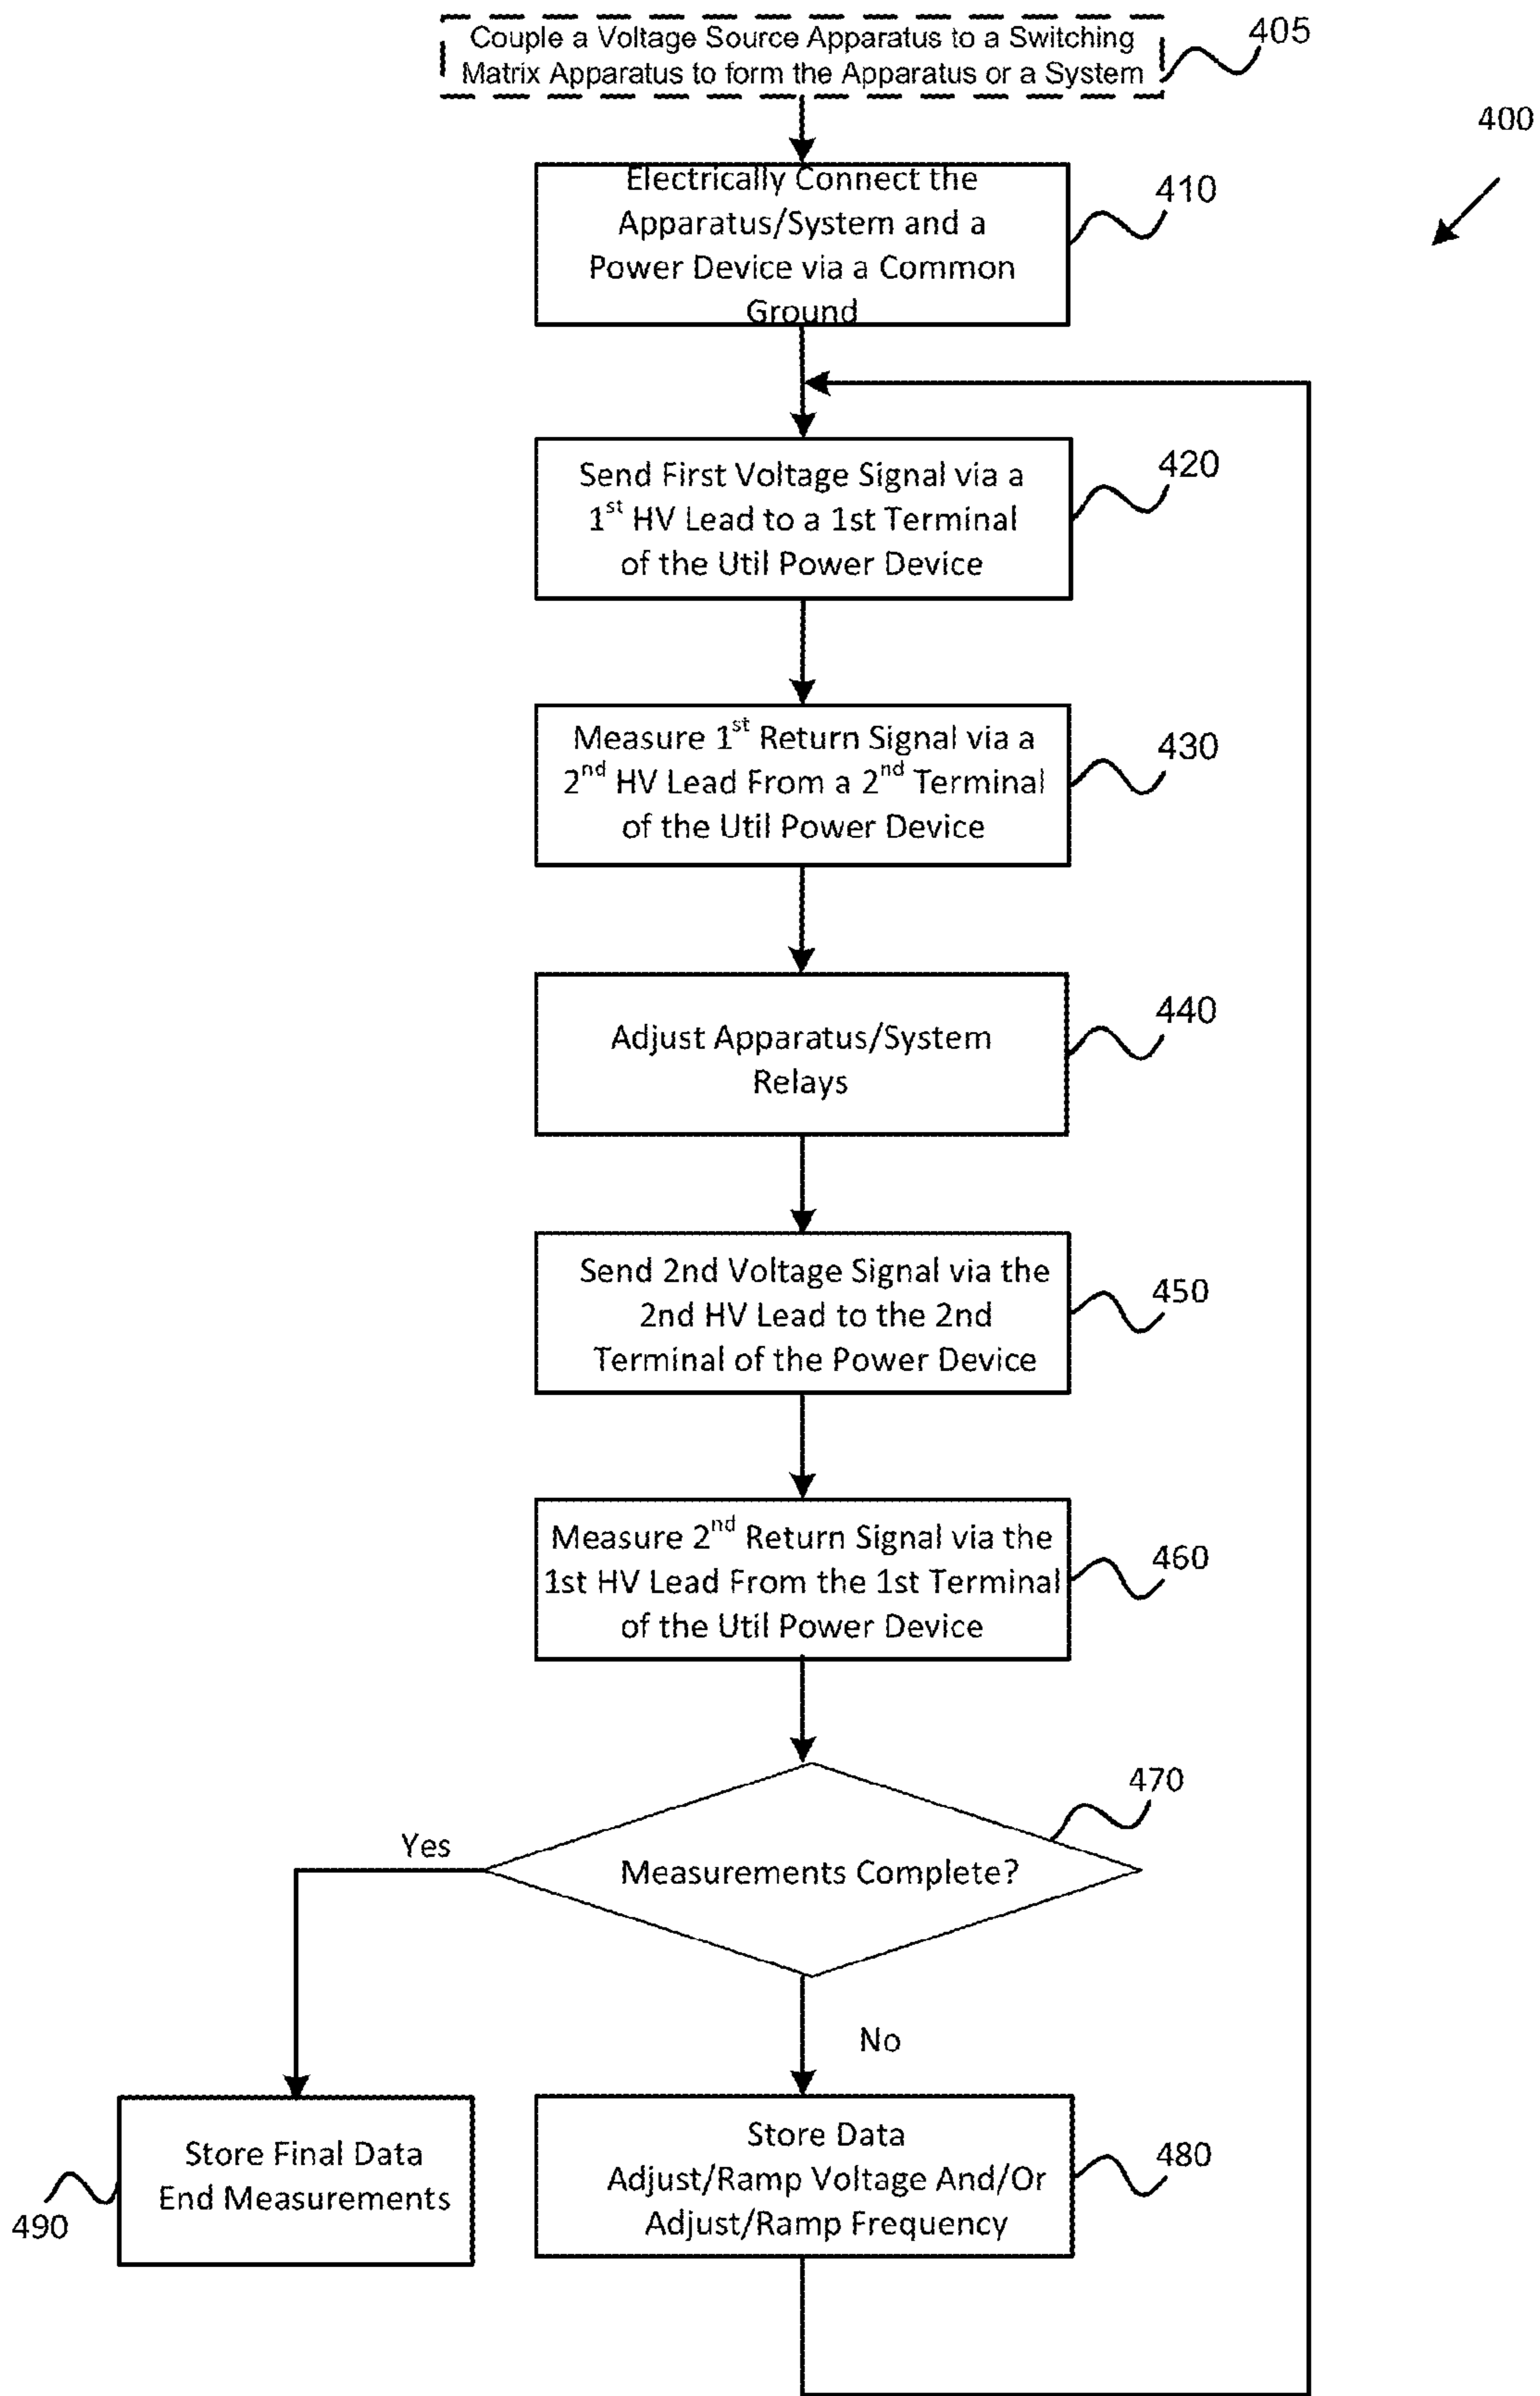 Couple a Voltage Source Apparatus to a Switching
Matrix Apparatus to form the Apparatus or a System
405
400
Electrically Connect the
Apparatus/System and a
Power Device via a Common
Ground
410
Send First Voltage Signal via a
1st HV Lead to a 1st Terminal
of the Util Power Device
420
Measure 1st Return Signal via a
2nd HV Lead From a 2nd Terminal
of the Util Power Device
430
Adjust Apparatus/System
Relays
440
Send 2nd Voltage Signal via the
2nd HV Lead to the 2nd
Terminal of the Power Device
450
Measure 2nd Return Signal via the
1st HV Lead From the 1st Terminal
of the Util Power Device
460
470
Yes
Measurements Complete?
No
Store Final Data
End Measurements
490
Store Data
Adjust/Ramp Voltage And/Or
Adjust/Ramp Frequency
480